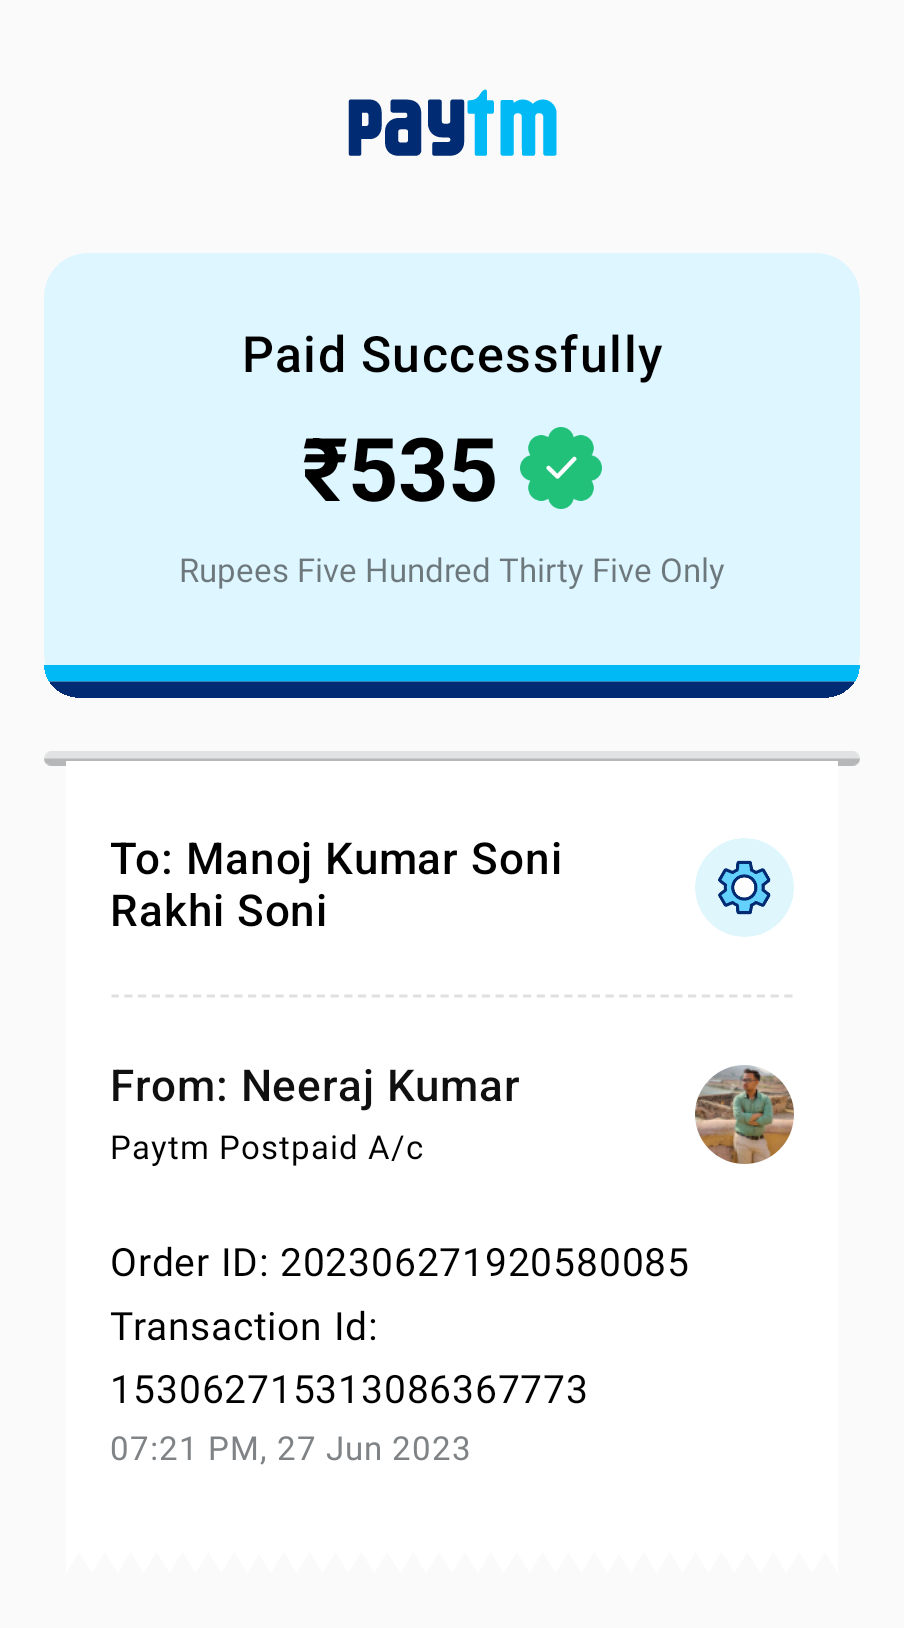 paytm
Paid Successfully
₹535
Rupees Five Hundred Thirty Five Only
To: Manoj Kumar Soni
Rakhi Soni
From: Neeraj Kumar
Paytm Postpaid A/c
Order ID: 202306271920580085
Transaction Id:
153062715313086367773
07:21 PM, 27 Jun 2023